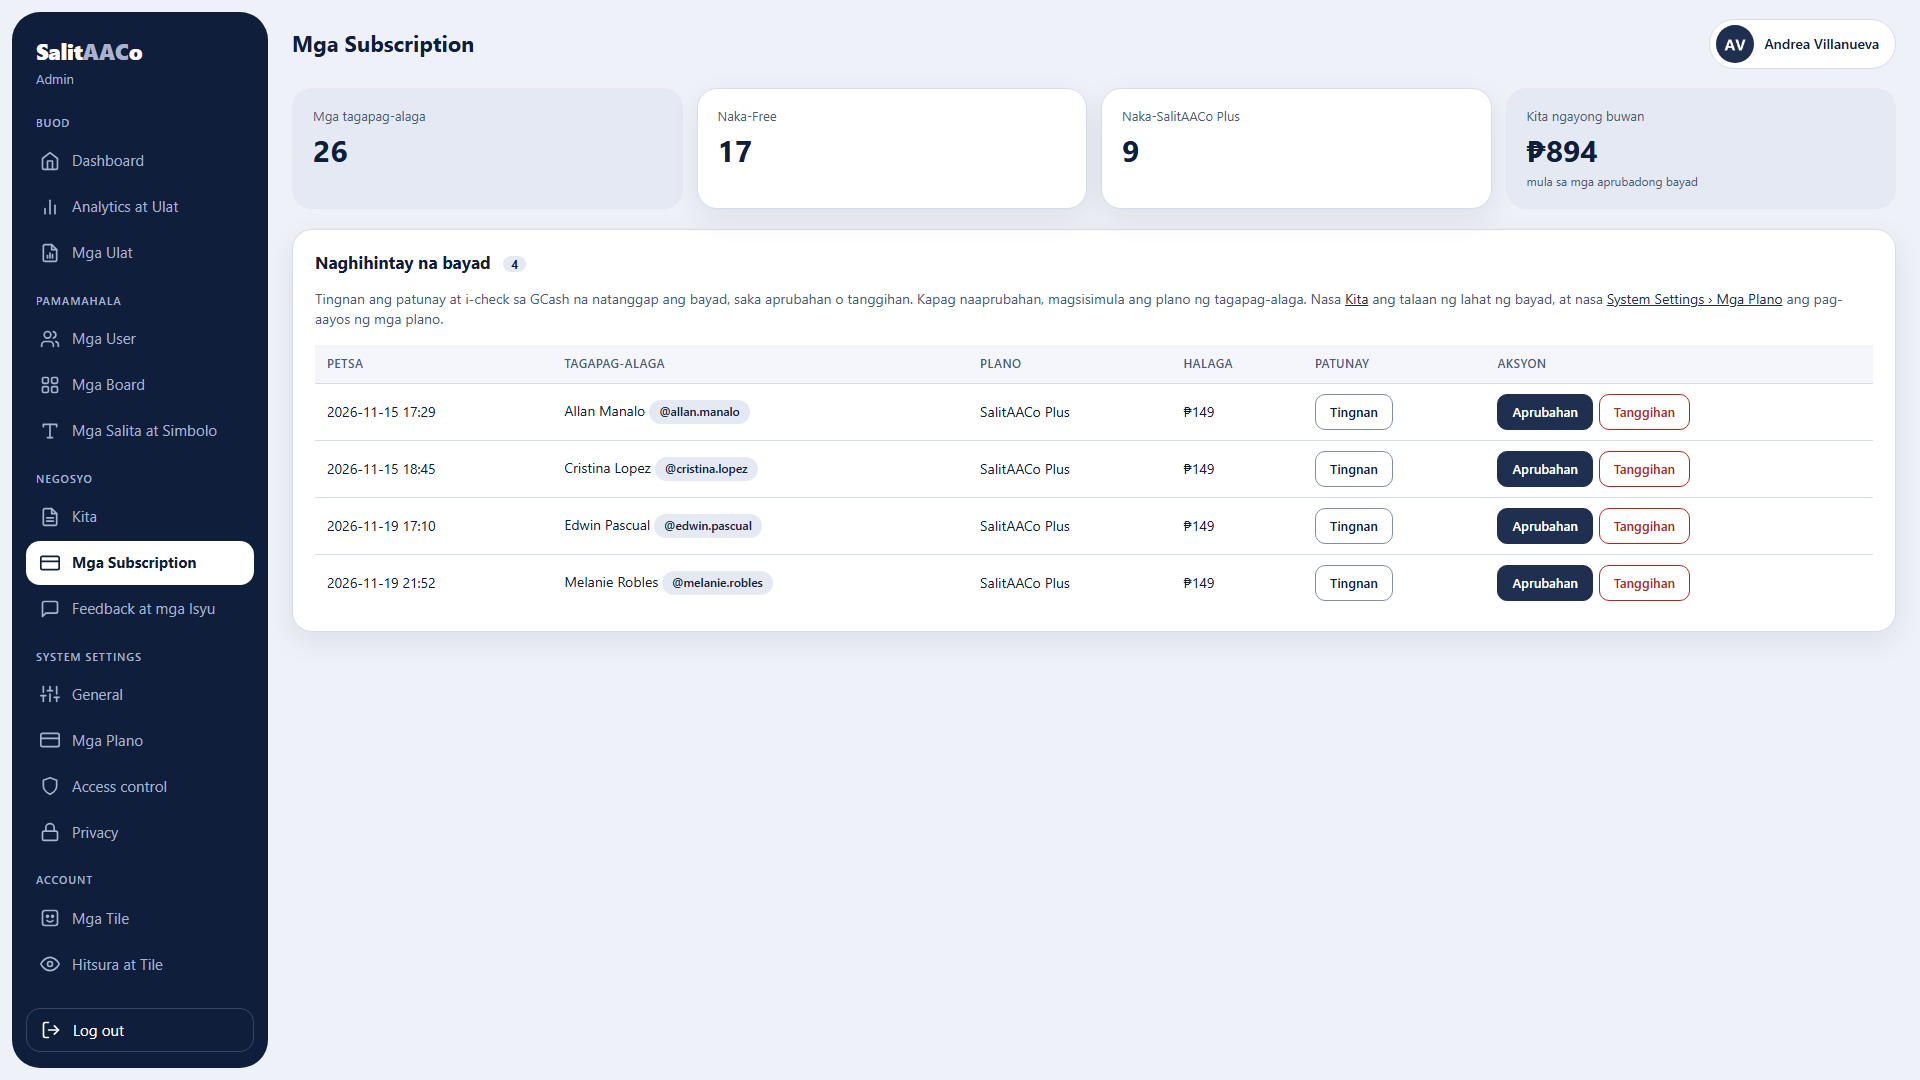 SalitAACo
Admin
BUOD
Dashboard
Analytics at Ulat
Mga Ulat
PAMAMAHALA
Mga User
Mga Board
Mga Salita at Simbolo
NEGOSYO
Kita
Mga Subscription
Feedback at mga Isyu
SYSTEM SETTINGS
General
Mga Plano
Access control
Privacy
ACCOUNT
Mga Tile
Hitsura at Tile
Log out
Mga Subscription
AV Andrea Villanueva
Mga tagapag-alaga
26
Naka-Free
17
Naka-SalitAACo Plus
9
Kita ngayong buwan
₱894
mula sa mga aprubadong bayad
Naghihintay na bayad 4
Tingnan ang patunay at i-check sa GCash na natanggap ang bayad, saka aprubahan o tanggihan. Kapag naaprubahan, magsisimula ang plano ng tagapag-alaga. Nasa Kita ang talaan ng lahat ng bayad, at nasa System Settings › Mga Plano ang pag-
aayos ng mga plano.
PETSA TAGAPAG-ALAGA PLANO HALAGA PATUNAY AKSYON
2026-11-15 17:29 Allan Manalo @allan.manalo SalitAACo Plus ₱149 Tingnan Aprubahan Tanggihan
2026-11-15 18:45 Cristina Lopez @cristina.lopez SalitAACo Plus ₱149 Tingnan Aprubahan Tanggihan
2026-11-19 17:10 Edwin Pascual @edwin.pascual SalitAACo Plus ₱149 Tingnan Aprubahan Tanggihan
2026-11-19 21:52 Melanie Robles @melanie.robles SalitAACo Plus ₱149 Tingnan Aprubahan Tanggihan